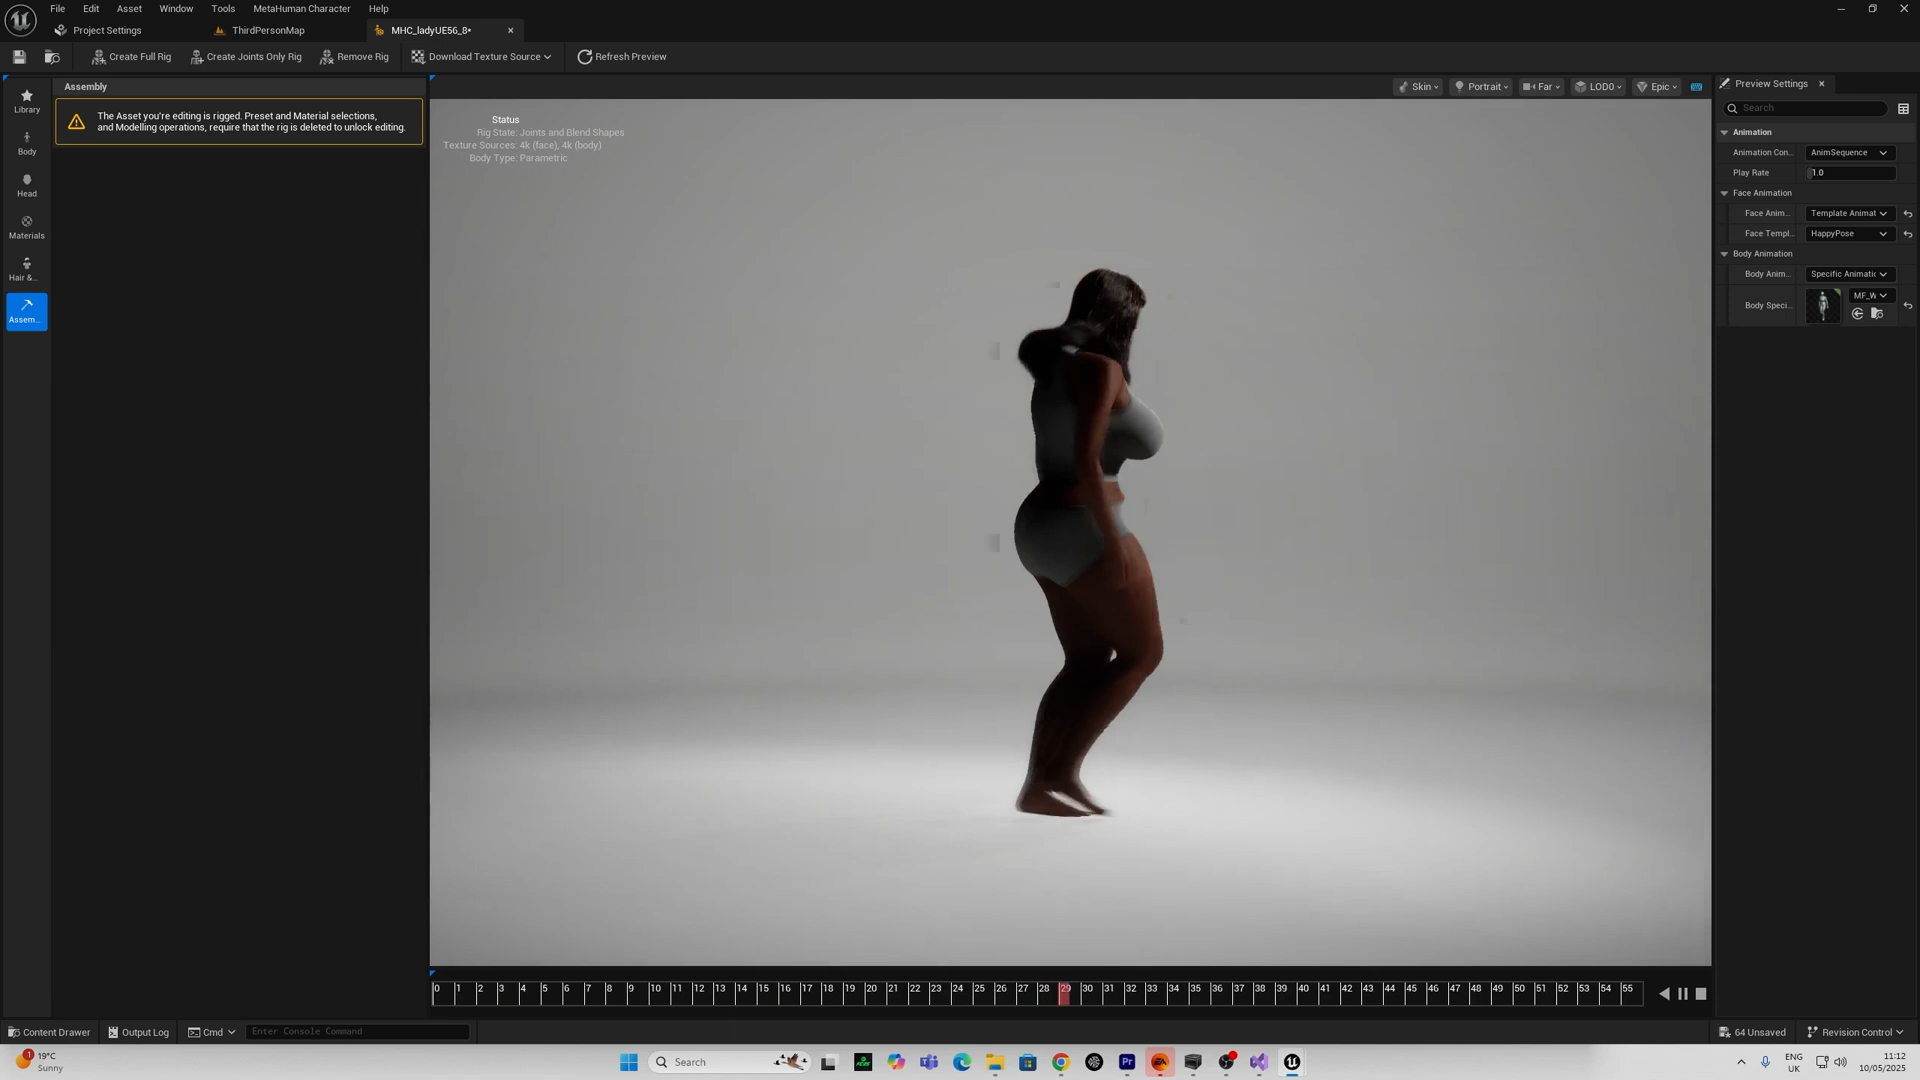 File Edit Asset Window Tools MetaHuman Character Help
Project Settings ThirdPersonMap MHC_ladyUE56_8*
Create Full Rig Create Joints Only Rig Remove Rig Download Texture Source Refresh Preview
Assembly
The Asset you're editing is rigged. Preset and Material selections,
and Modelling operations, require that the rig is deleted to unlock editing.
Library
Body
Head
Materials
Hair &...
Assem...
Skin Portrait Far LOD0 Epic
Status
Rig State: Joints and Blend Shapes
Texture Sources: 4k (face), 4k (body)
Body Type: Parametric
Preview Settings
Search
Animation
Animation Con... AnimSequence
Play Rate 1.0
Face Animation
Face Anim... Template Animat
Face Templ... HappyPose
Body Animation
Body Anim... Specific Animatic
Body Speci... MF_W
0 1 2 3 4 5 6 7 8 9 10 11 12 13 14 15 16 17 18 19 20 21 22 23 24 25 26 27 28 29 30 31 32 33 34 35 36 37 38 39 40 41 42 43 44 45 46 47 48 49 50 51 52 53 54 55
Content Drawer Output Log Cmd Enter Console Command 64 Unsaved Revision Control
1 19°C
Sunny
Search
Pr
EA
ENG
UK
11:12
10/05/2025